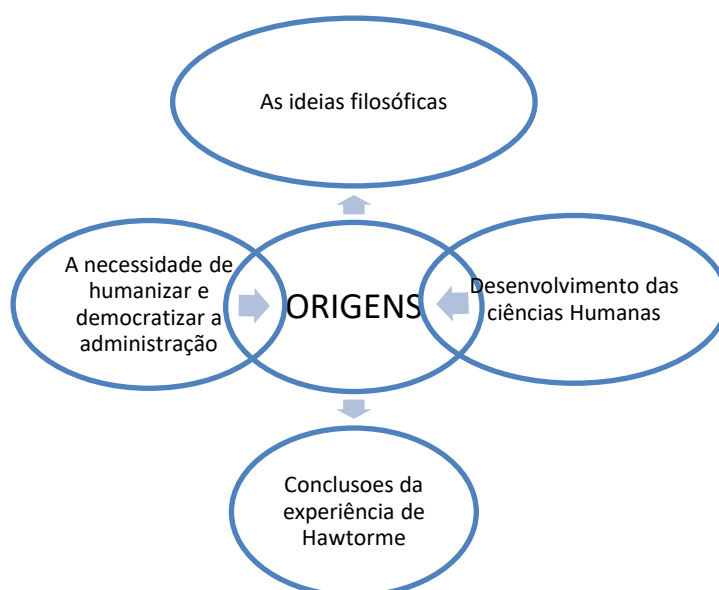 As ideias filosóficas
A necessidade de
humanizar e
democratizar a
administração
ORIGENS
Desenvolvimento das
ciências Humanas
Conclusoes da
experiência de
Hawtorme